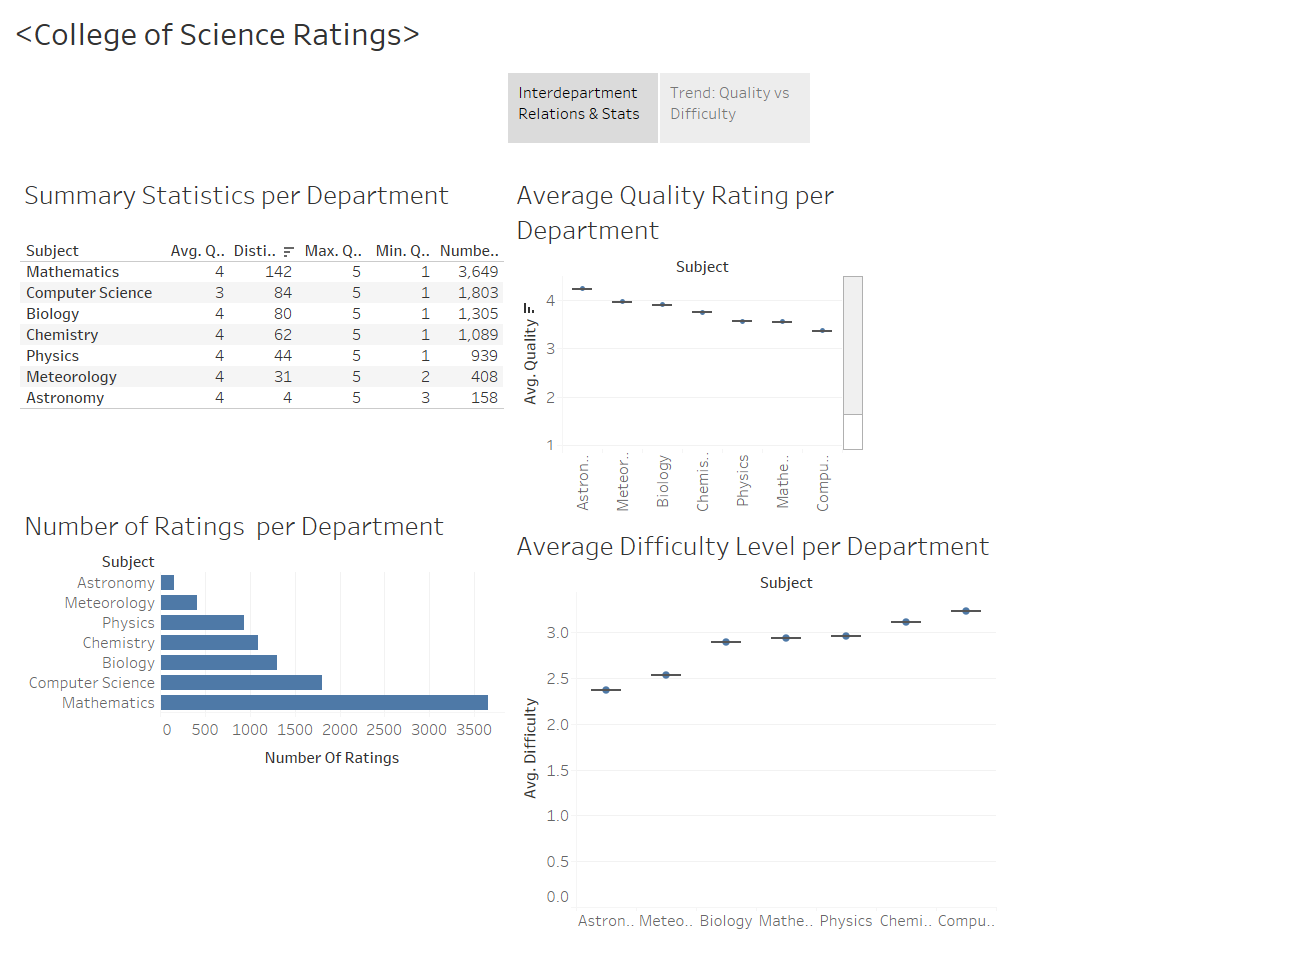 <College of Science Ratings>
Interdepartment
Relations & Stats
Trend: Quality vs
Difficulty
Summary Statistics per Department
Subject Avg. Q.. Disti.. Max. Q.. Min. Q.. Numbe..
Mathematics 4 142 5 1 3,649
Computer Science 3 84 5 1 1,803
Biology 4 80 5 1 1,305
Chemistry 4 62 5 1 1,089
Physics 4 44 5 1 939
Meteorology 4 31 5 2 408
Astronomy 4 4 5 3 158
Average Quality Rating per
Department
Subject
Avg. Quality
4
3
2
1
Astron..
Meteor..
Biology
Chemis..
Physics
Mathe..
Compu..
Number of Ratings  per Department
Subject
Astronomy
Meteorology
Physics
Chemistry
Biology
Computer Science
Mathematics
0 500 1000 1500 2000 2500 3000 3500
Number Of Ratings
Average Difficulty Level per Department
Subject
Avg. Difficulty
3.0
2.5
2.0
1.5
1.0
0.5
0.0
Astron.. Meteo.. Biology Mathe.. Physics Chemi.. Compu..